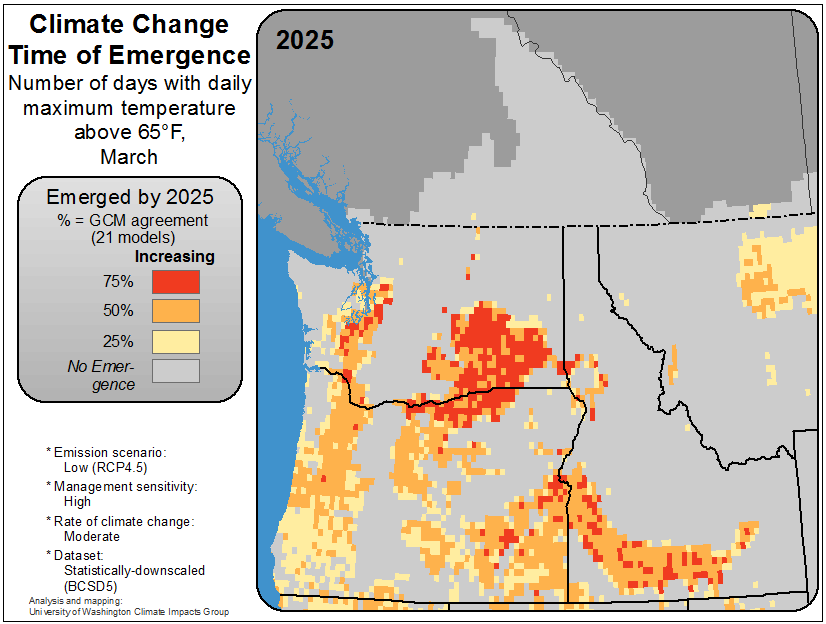 Climate Change
Time of Emergence
Number of days with daily
maximum temperature
above 65°F,
March
2025
Emerged by 2025
% = GCM agreement
(21 models)
Increasing
75%
50%
25%
No Emer-
gence
* Emission scenario:
Low (RCP4.5)
* Management sensitivity:
High
* Rate of climate change:
Moderate
* Dataset:
Statistically-downscaled
(BCSD5)
Analysis and mapping:
University of Washington Climate Impacts Group